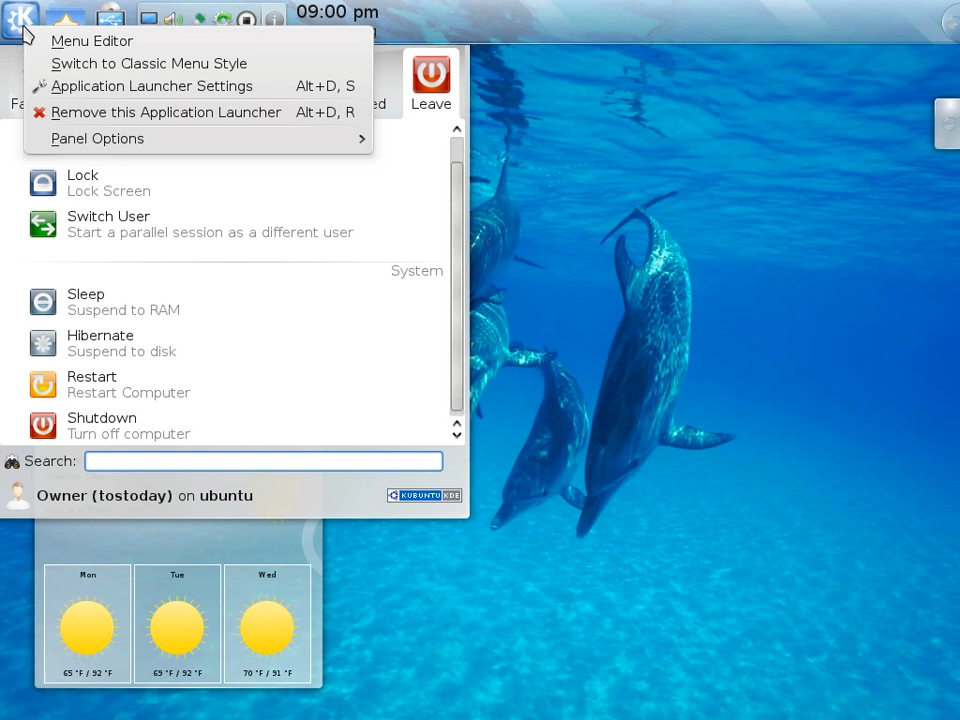 09:00 pm
Menu Editor
Switch to Classic Menu Style
Application Launcher Settings Alt+D, S
Remove this Application Launcher Alt+D, R
Panel Options
Leave
Lock
Lock Screen
Switch User
Start a parallel session as a different user
System
Sleep
Suspend to RAM
Hibernate
Suspend to disk
Restart
Restart Computer
Shutdown
Turn off computer
Search:
Owner (tostoday) on ubuntu
KUBUNTU KDE
Mon Tue Wed
65 °F / 92 °F 69 °F / 92 °F 70 °F / 91 °F